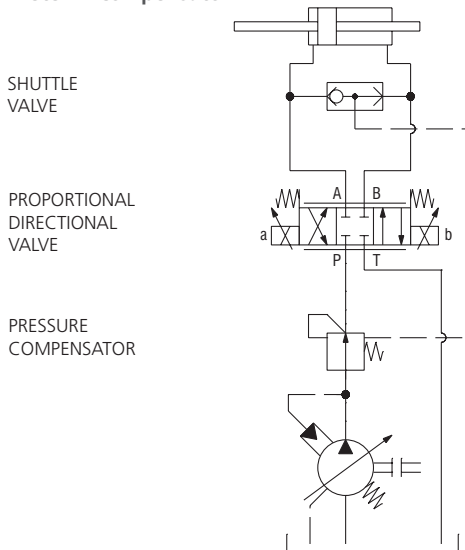 SHUTTLE
VALVE
A B
PROPORTIONAL
DIRECTIONAL
VALVE
a b
P T
PRESSURE
COMPENSATOR